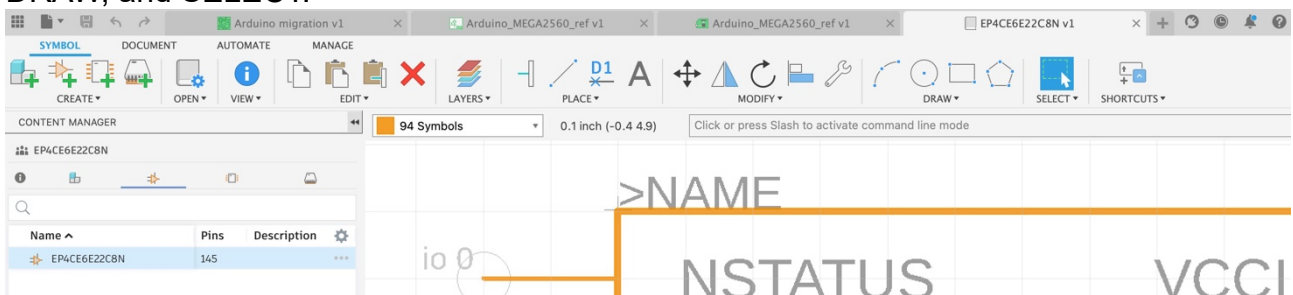 Arduino migration v1 Arduino_MEGA2560_ref v1 Arduino_MEGA2560_ref v1 EP4CE6E22C8N v1
SYMBOL DOCUMENT AUTOMATE MANAGE
D1 A
CREATE OPEN VIEW EDIT LAYERS PLACE MODIFY DRAW SELECT SHORTCUTS
CONTENT MANAGER
94 Symbols 0.1 inch (-0.4 4.9) Click or press Slash to activate command line mode
EP4CE6E22C8N
>NAME
Name Pins Description
EP4CE6E22C8N 145
io 0
NSTATUS VCCI